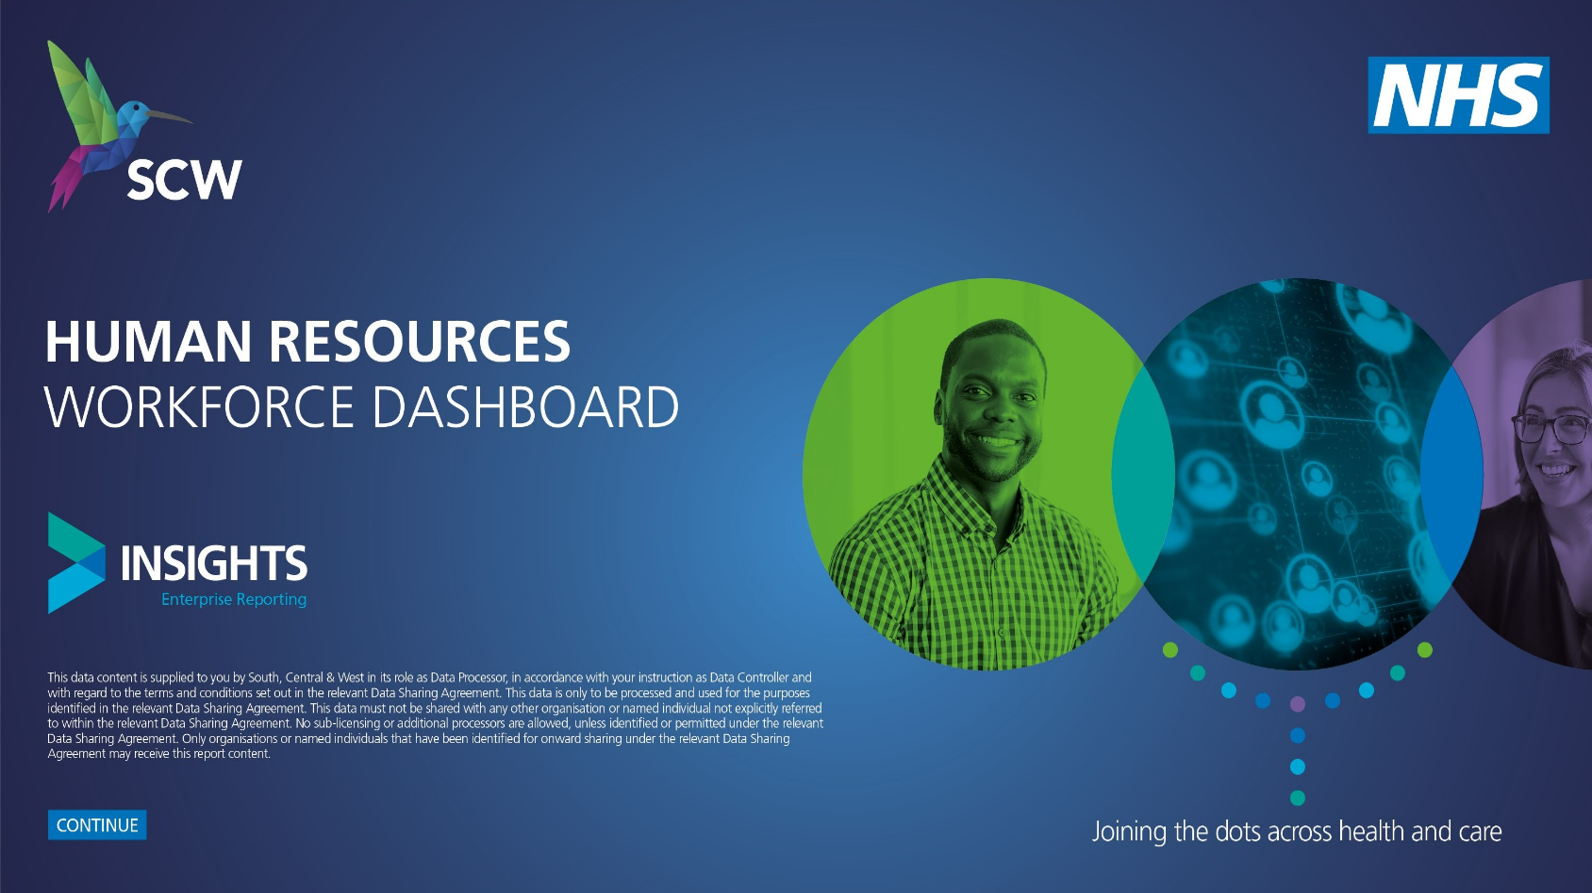 NHS
SCW
HUMAN RESOURCES
WORKFORCE DASHBOARD
INSIGHTS
Enterprise Reporting
This data content is supplied to you by South, Central & West in its role as Data Processor, in accordance with your instruction as Data Controller and
with regard to the terms and conditions set out in the relevant Data Sharing Agreement. This data is only to be processed and used for the purposes
identified in the relevant Data Sharing Agreement. This data must not be shared with any other organisation or named individual not explicitly referred
to within the relevant Data Sharing Agreement. No sub-licensing or additional processors are allowed, unless identified or permitted under the relevant
Data Sharing Agreement. Only organisations or named individuals that have been identified for onward sharing under the relevant Data Sharing
Agreement may receive this report content.
CONTINUE
Joining the dots across health and care